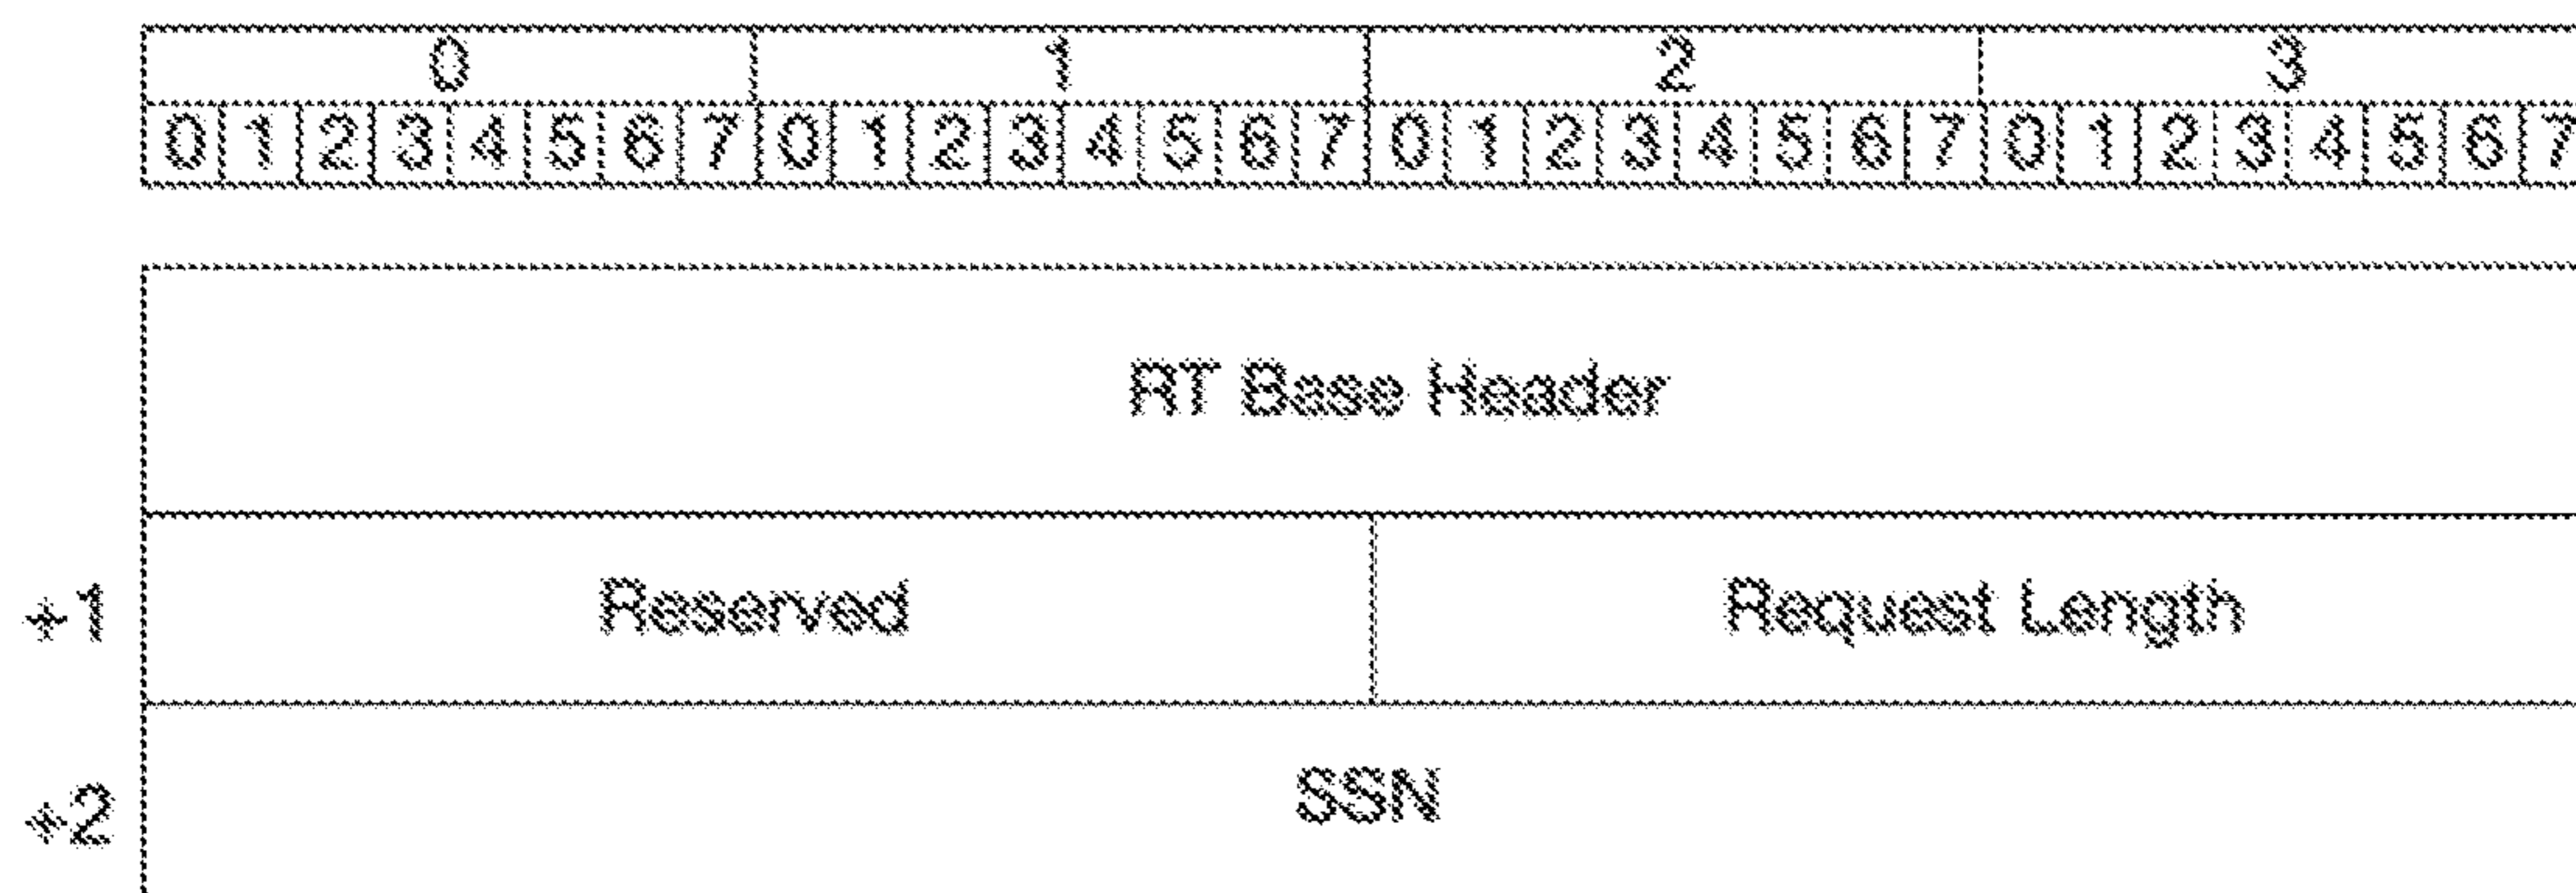 0 1 2 3
0 1 2 3 4 5 6 7 0 1 2 3 4 5 6 7 0 1 2 3 4 5 6 7 0 1 2 3 4 5 6 7
RT Base Header
+1 Reserved Request Length
+2 SSN